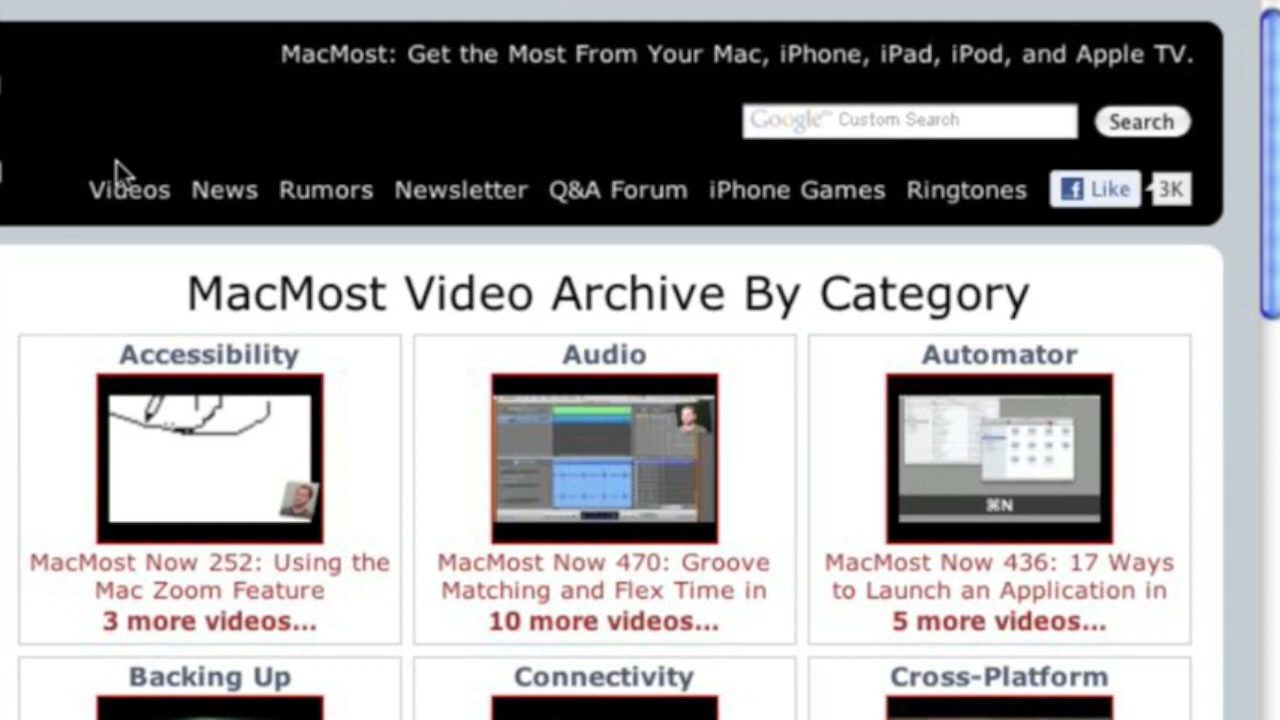 MacMost: Get the Most From Your Mac, iPhone, iPad, iPod, and Apple TV.
Google™ Custom Search
Search
Videos News Rumors Newsletter Q&A Forum iPhone Games Ringtones Like 3K
MacMost Video Archive By Category
Accessibility Audio Automator
⌘N
MacMost Now 252: Using the MacMost Now 470: Groove MacMost Now 436: 17 Ways
Mac Zoom Feature Matching and Flex Time in to Launch an Application in
3 more videos... 10 more videos... 5 more videos...
Backing Up Connectivity Cross-Platform